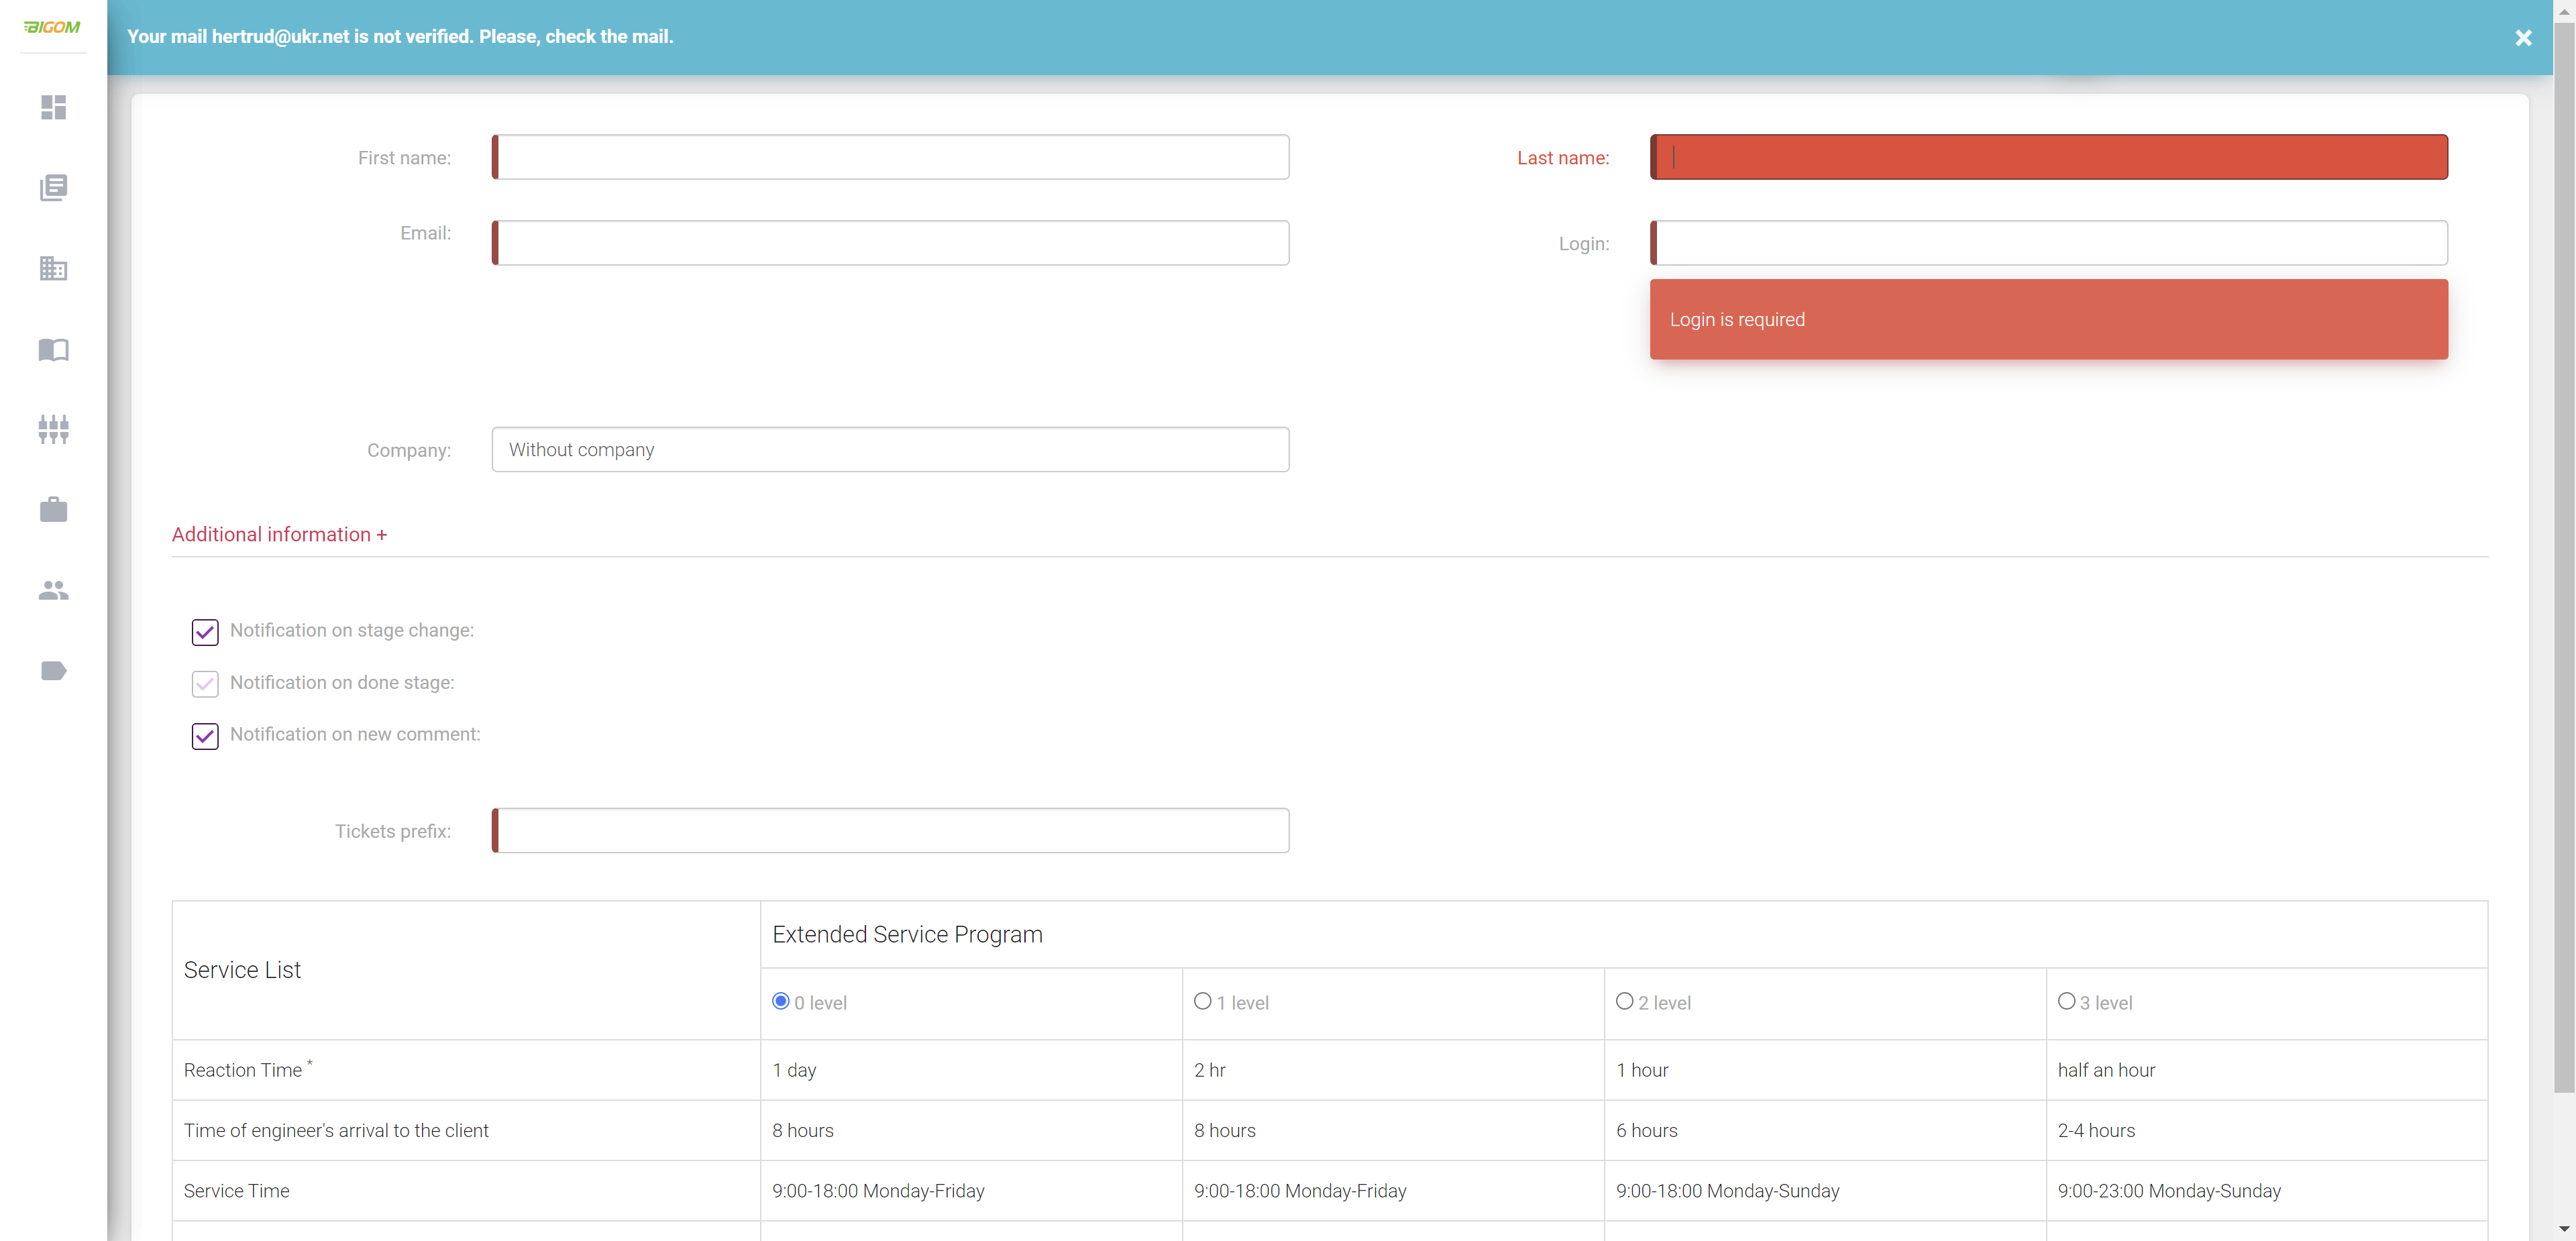 BIGOM
Your mail hertrud@ukr.net is not verified. Please, check the mail.
First name:
Last name:
Email:
Login:
Login is required
Company:
Without company
Additional information +
Notification on stage change:
Notification on done stage:
Notification on new comment:
Tickets prefix:
Service List
Extended Service Program
0 level
1 level
2 level
3 level
Reaction Time *
1 day
2 hr
1 hour
half an hour
Time of engineer's arrival to the client
8 hours
8 hours
6 hours
2-4 hours
Service Time
9:00-18:00 Monday-Friday
9:00-18:00 Monday-Friday
9:00-18:00 Monday-Sunday
9:00-23:00 Monday-Sunday